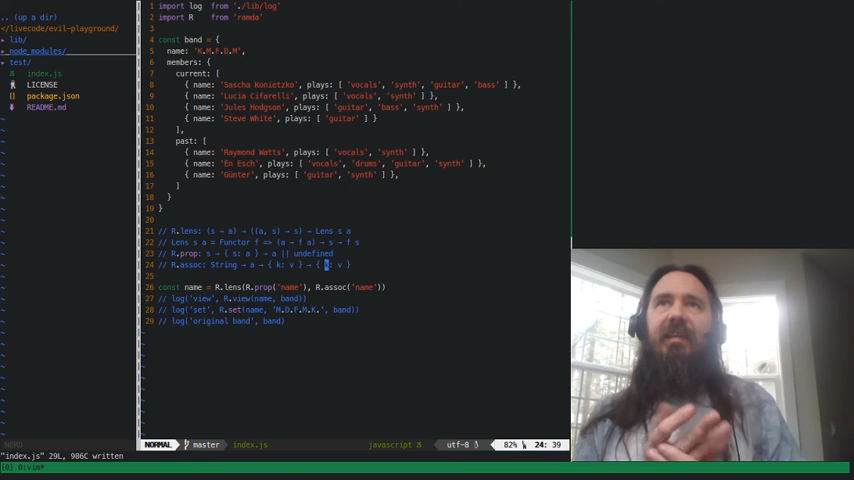 .. (up a dir)
</livecode/evil-playground/
▸ lib/
▸ node_modules/
▸ test/
index.js
LICENSE
package.json
README.md
NERD
1 import log from './lib/log'
2 import R from 'ramda'
3
4 const band = {
5 name: 'K.M.F.D.M',
6 members: {
7 current: [
8 { name: 'Sascha Konietzko', plays: [ 'vocals', 'synth', 'guitar', 'bass' ] },
9 { name: 'Lucia Cifarelli', plays: [ 'vocals', 'synth' ] },
10 { name: 'Jules Hodgson', plays: [ 'guitar', 'bass', 'synth' ] },
11 { name: 'Steve White', plays: [ 'guitar' ] }
12 ],
13 past: [
14 { name: 'Raymond Watts', plays: [ 'vocals', 'synth' ] },
15 { name: 'En Esch', plays: [ 'vocals', 'drums', 'guitar', 'synth' ] },
16 { name: 'Günter', plays: [ 'guitar', 'synth' ] },
17 ]
18 }
19 }
20
21 // R.lens: (s → a) → ((a, s) → s) → Lens s a
22 // Lens s a = Functor f => (a → f a) → s → f s
23 // R.prop: s → { s: a } → a || undefined
24 // R.assoc: String → a → { k: v } → { k: v }
25
26 const name = R.lens(R.prop('name'), R.assoc('name'))
27 // log('view', R.view(name, band))
28 // log('set', R.set(name, 'M.D.F.M.K.', band))
29 // log('original band', band)
NORMAL master index.js javascript utf-8 82% 24: 39
"index.js" 29L, 986C written
[0] 0:vim*